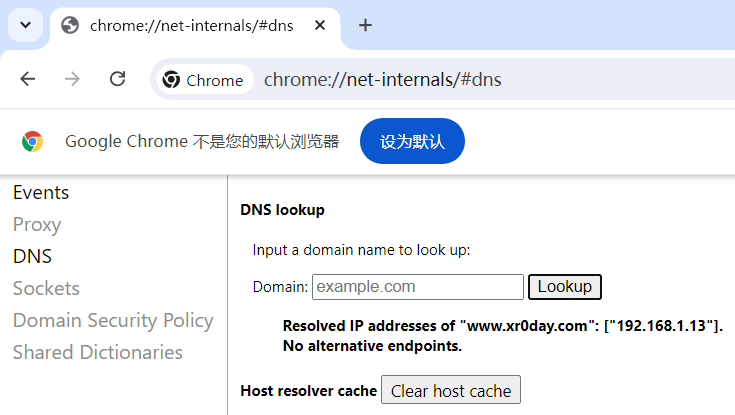 chrome://net-internals/#dns
Chrome chrome://net-internals/#dns
Google Chrome 不是您的默认浏览器 设为默认
Events
Proxy
DNS
Sockets
Domain Security Policy
Shared Dictionaries
DNS lookup
Input a domain name to look up:
Domain: example.com Lookup
Resolved IP addresses of "www.xr0day.com": ["192.168.1.13"].
No alternative endpoints.
Host resolver cache Clear host cache